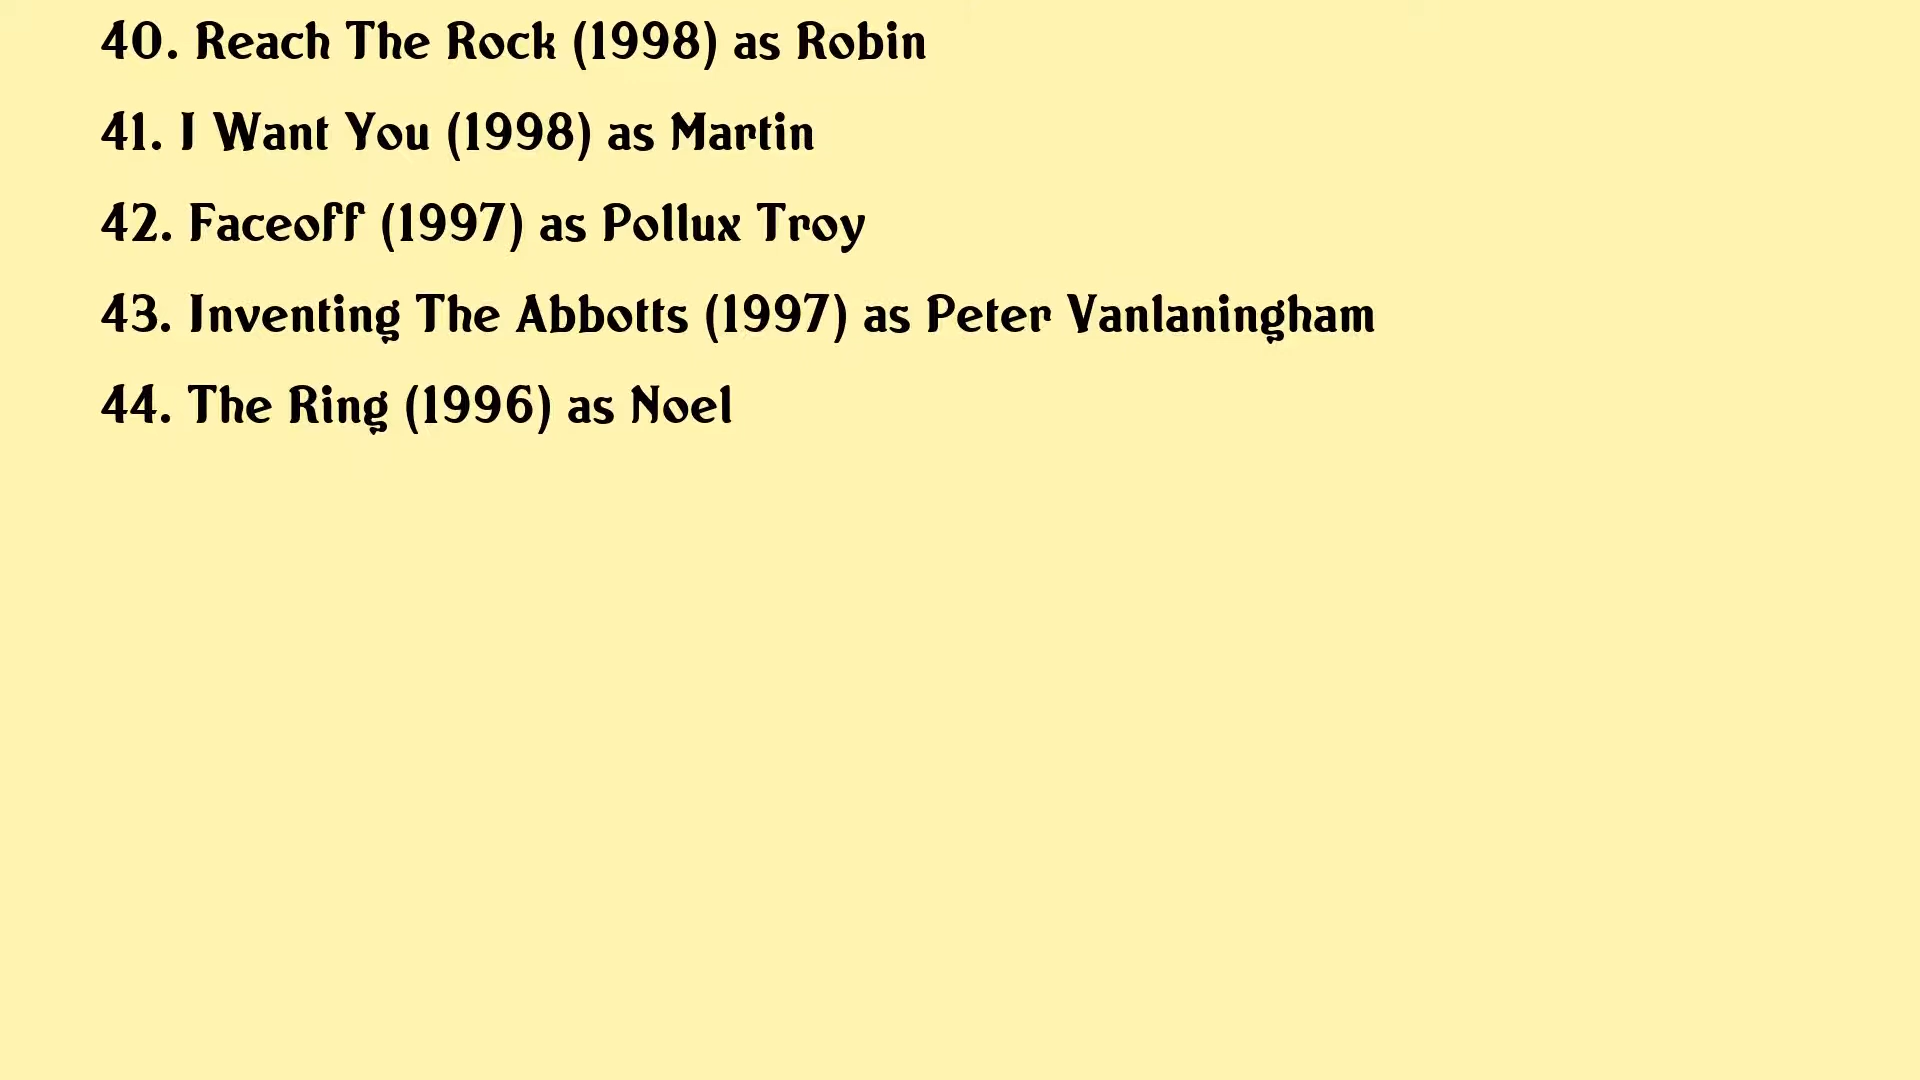 40. Reach The Rock (1998) as Robin
41. I Want You (1998) as Martin
42. Faceoff (1997) as Pollux Troy
43. Inventing The Abbotts (1997) as Peter Vanlaningham
44. The Ring (1996) as Noel